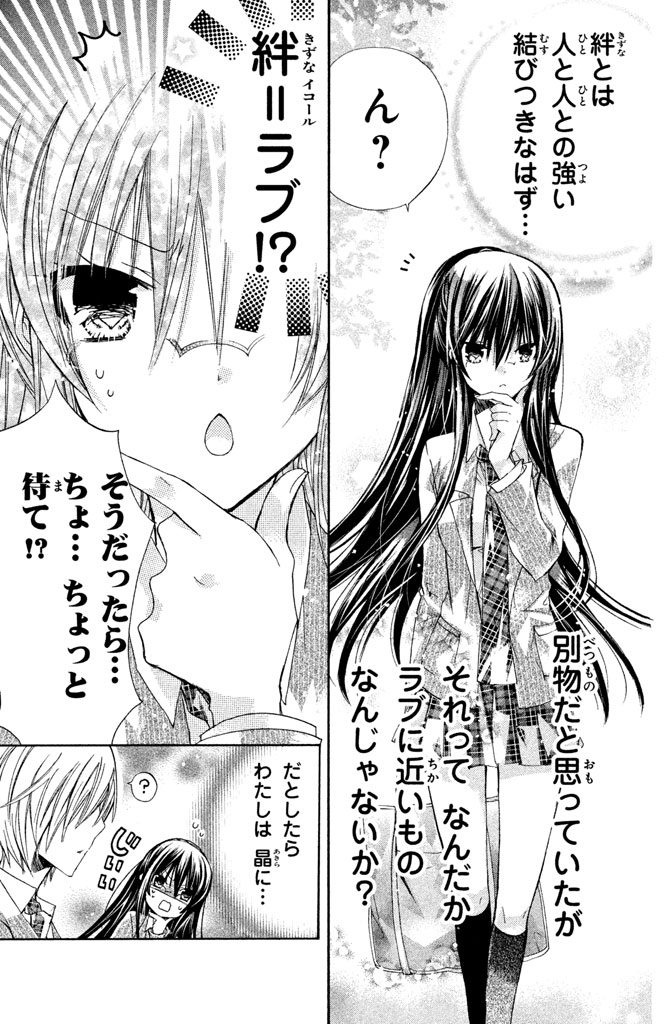 絆とは
人と人との強い
結びつきなはず…
ん?
別物だと思っていたが
それって なんだか
ラブに近いもの
なんじゃないか?
絆=ラブ!?
そうだったら…
ちょ… ちょっと
待て!?
だとしたら
わたしは 晶に…
?
じいい